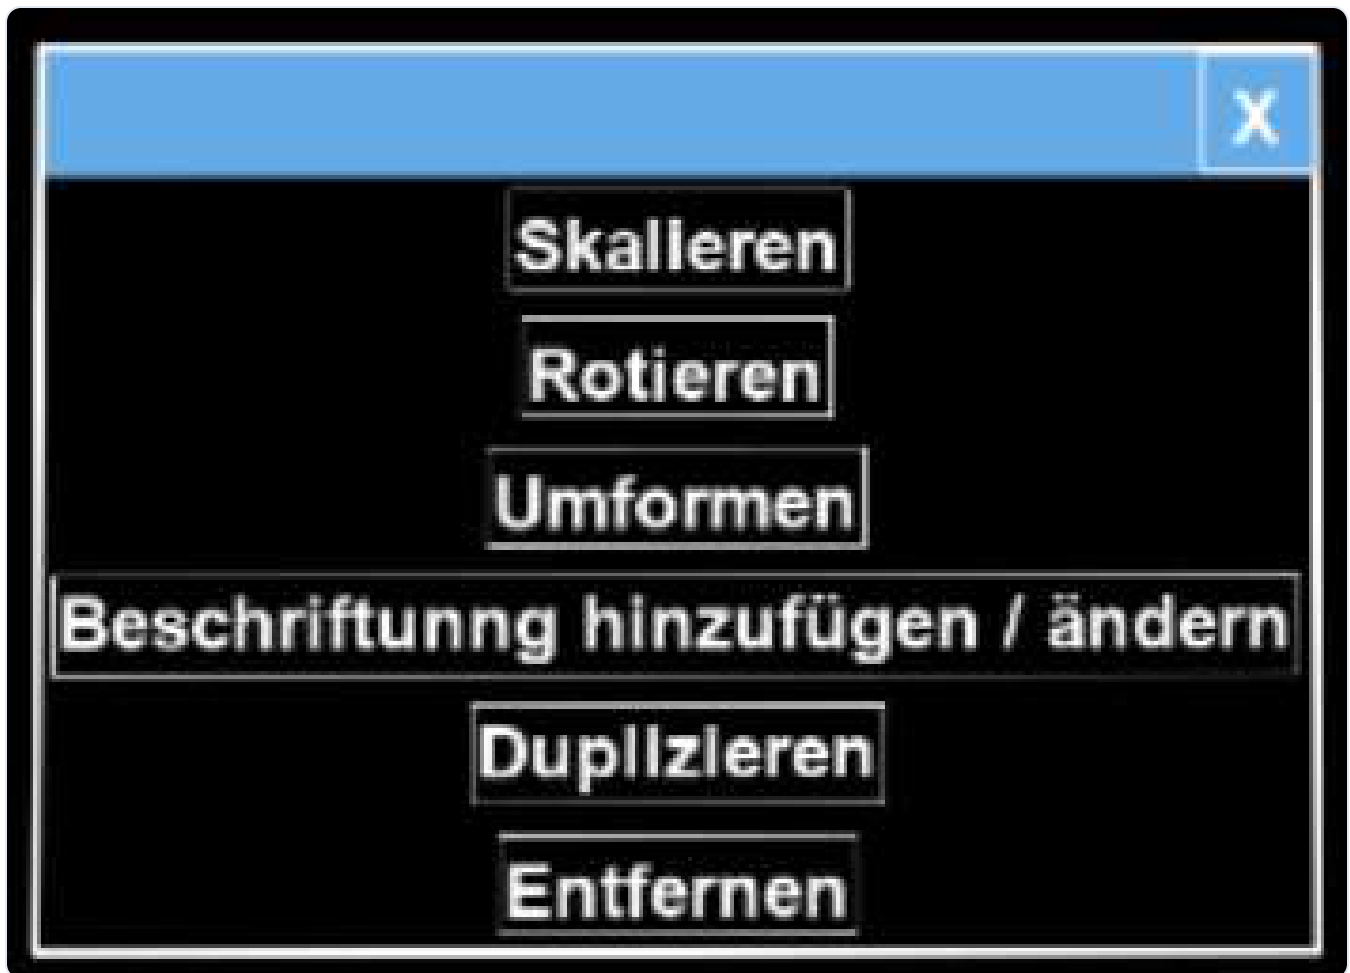 X
Skalieren
Rotieren
Umformen
Beschriftunng hinzufügen / ändern
Duplizieren
Entfernen